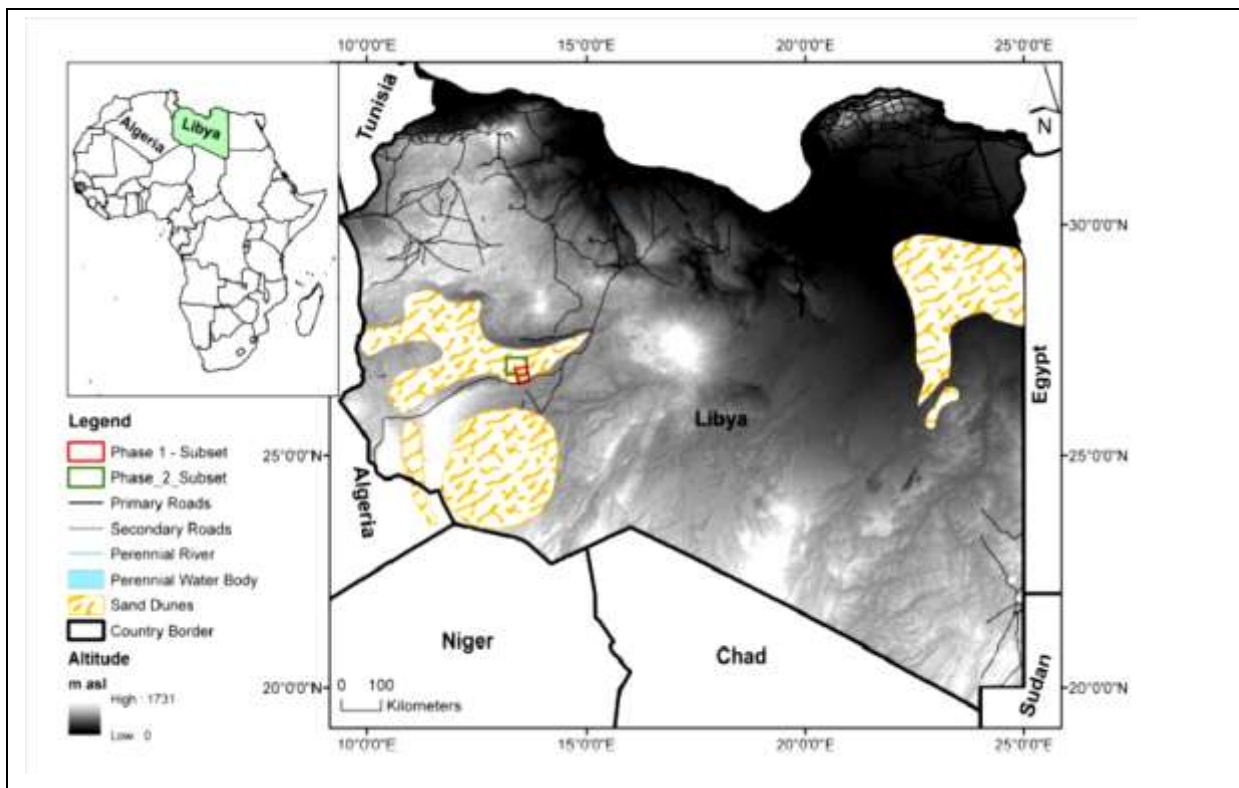 10°0'0"E 15°0'0"E 20°0'0"E 25°0'0"E
Algeria
Libya
Tunisia
N
30°0'0"N
Egypt
Libya
25°0'0"N
25°0'0"N
Algeria
Niger
Chad
Sudan
20°0'0"N
20°0'0"N
0 100
Kilometers
10°0'0"E 15°0'0"E 20°0'0"E 25°0'0"E
Legend
Phase 1 - Subset
Phase_2_Subset
Primary Roads
Secondary Roads
Perennial River
Perennial Water Body
Sand Dunes
Country Border
Altitude
m asl
High : 1731
Low : 0